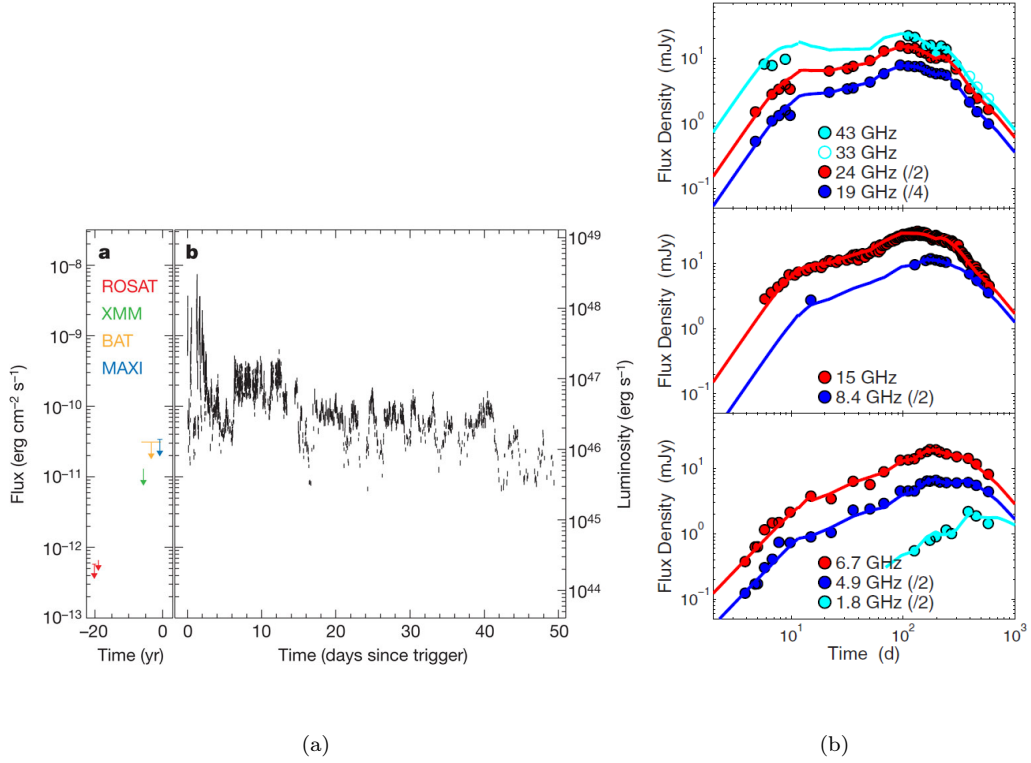 a
b
Flux (erg cm⁻² s⁻¹)
10⁻⁸
10⁻⁹
10⁻¹⁰
10⁻¹¹
10⁻¹²
10⁻¹³
ROSAT
XMM
BAT
MAXI
−20
0
Time (yr)
0
10
20
30
40
50
Time (days since trigger)
10⁴⁹
10⁴⁸
10⁴⁷
10⁴⁶
10⁴⁵
10⁴⁴
Luminosity (erg s⁻¹)
(a)
Flux Density (mJy)
10¹
10⁰
10⁻¹
43 GHz
33 GHz
24 GHz (/2)
19 GHz (/4)
Flux Density (mJy)
10¹
10⁰
10⁻¹
15 GHz
8.4 GHz (/2)
Flux Density (mJy)
10¹
10⁰
10⁻¹
6.7 GHz
4.9 GHz (/2)
1.8 GHz (/2)
10¹
10²
10³
Time (d)
(b)